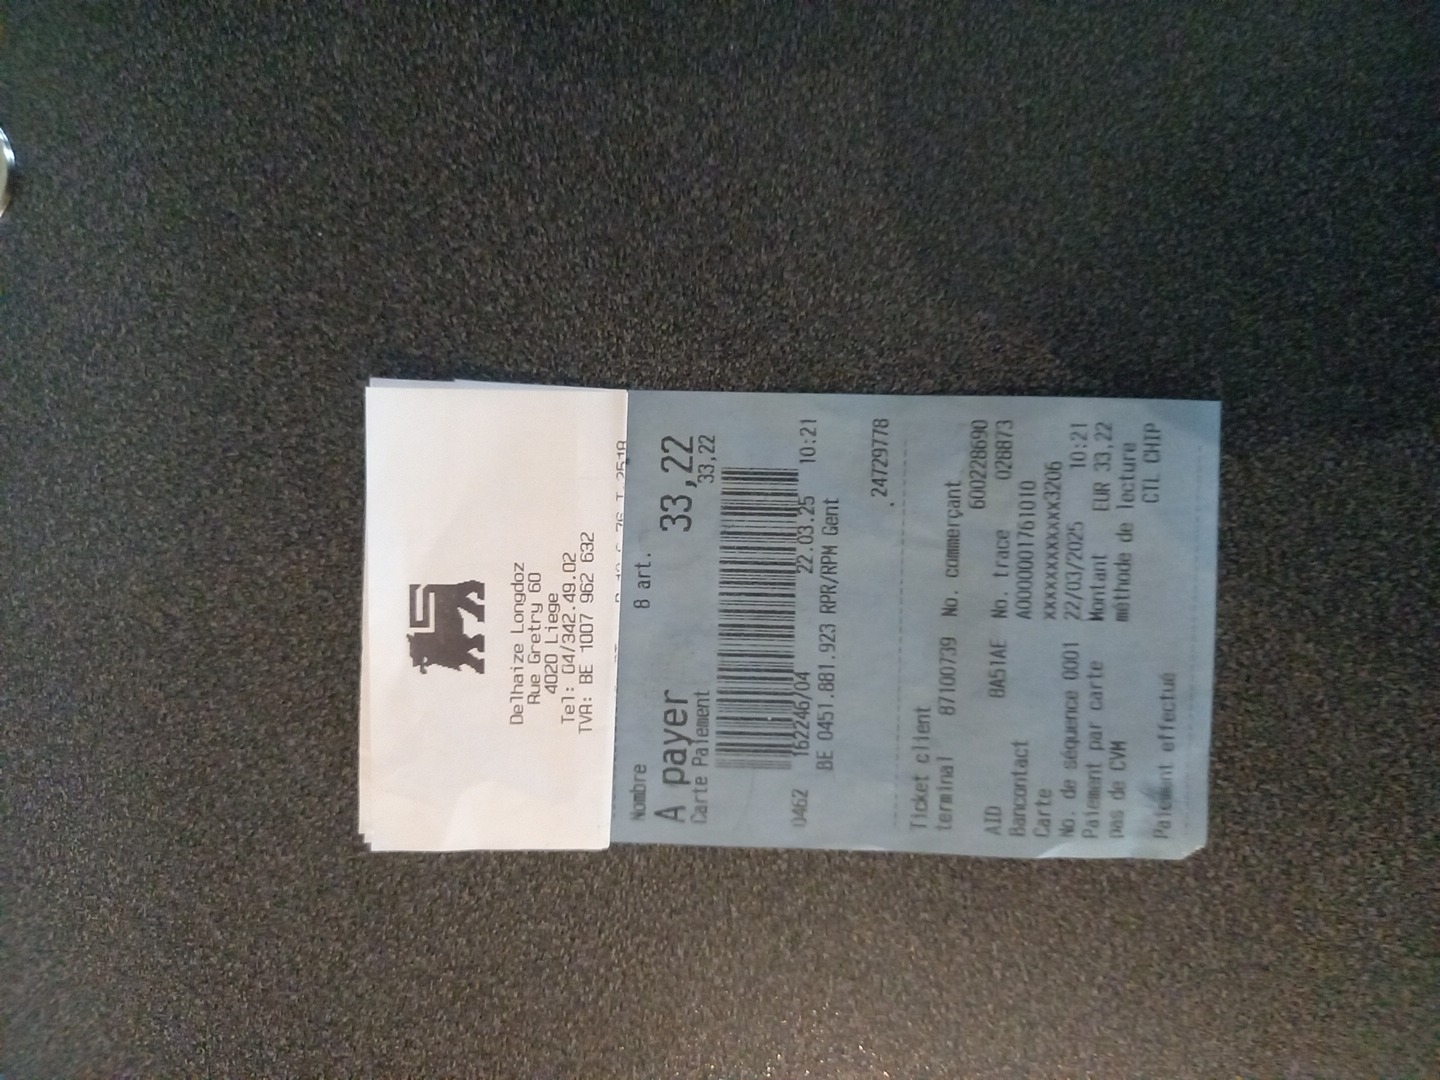 Delhaize Longdoz
Rue Gretry 60
4020 Liege
Tel: 04/342.49.02
TVA: BE 1007 962 632
Nombre 8 art.
A payer 33,22
Carte Paiement 33,22
0462 162246/04 22.03.25 10:21
BE 0451.881.923 RPR/RPM Gent
.24729778
Ticket client
terminal 87100739 No. commerçant
600228690
AID 8A51AE No. trace 028873
Bancontact A0000001761010
Carte xxxxxxxxxxxxx3206
No. de séquence 0001 22/03/2025 10:21
Paiement par carte Montant EUR 33,22
pas de CVM méthode de lecture
CTL CHIP
Paiement effectué